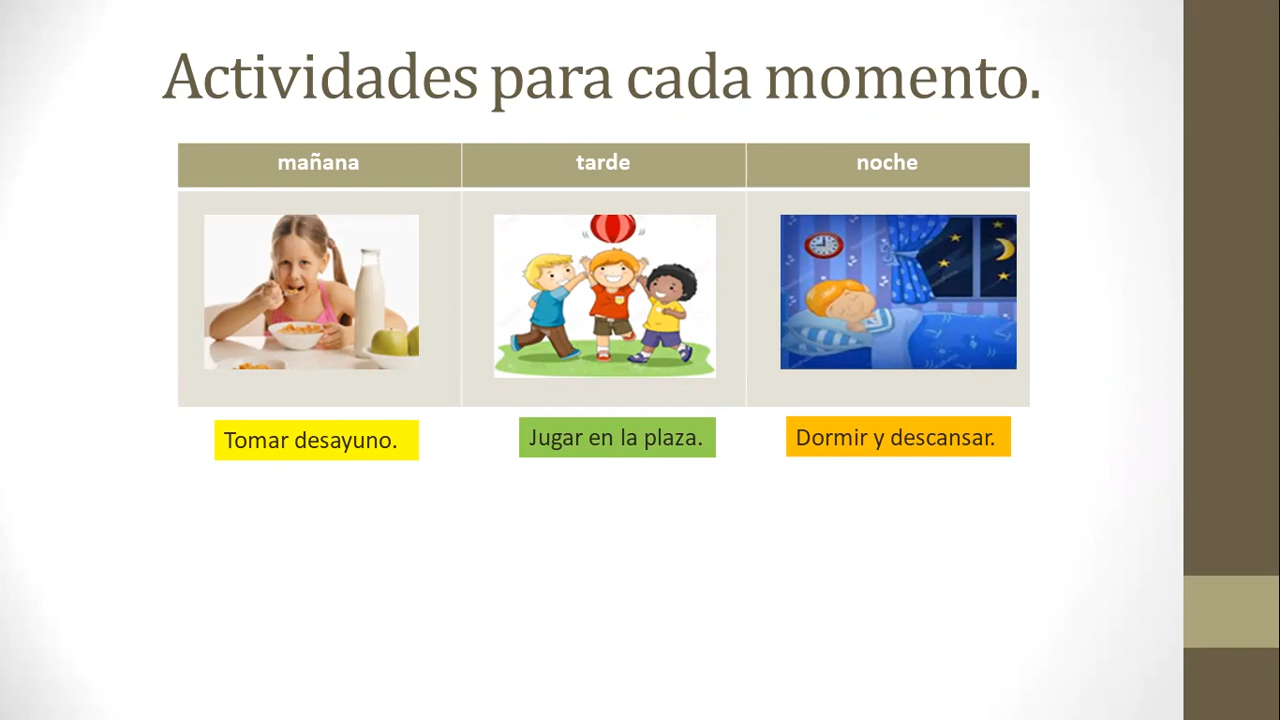 Actividades para cada momento.
mañana
tarde
noche
Tomar desayuno.
Jugar en la plaza.
Dormir y descansar.